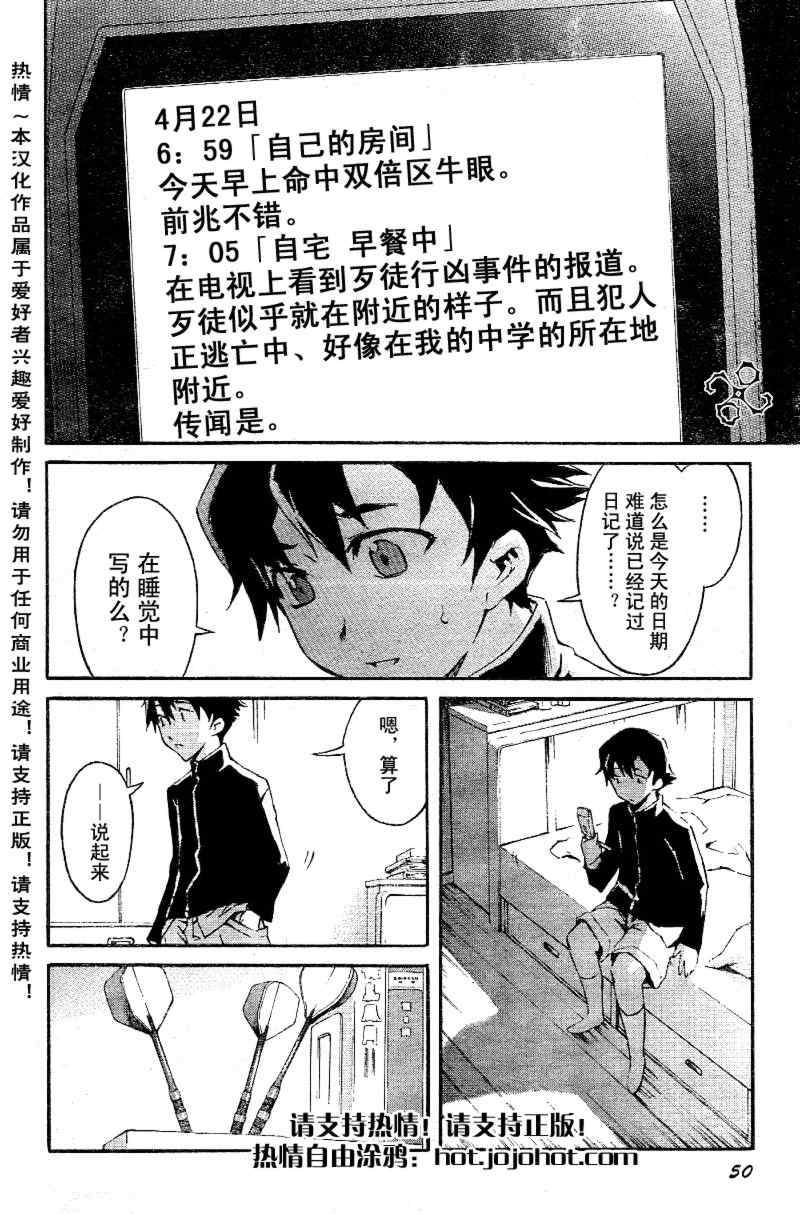 4月22日
6：59「自己的房间」
今天早上命中双倍区牛眼。
前兆不错。
7：05「自宅 早餐中」
在电视上看到歹徒行凶事件的报道。
歹徒似乎就在附近的样子。而且犯人
正逃亡中、好像在我的中学的所在地
附近。
传闻是。
……
怎么是今天的日期
难道说已经记过
日记了……？
在睡觉中
写的么？
嗯，算了
——说起来
热情～本汉化作品属于爱好者兴趣爱好制作！请勿用于任何商业用途！请支持正版！请支持热情！
请支持热情！请支持正版！
热情自由涂鸦：hot.jojohot.com
50